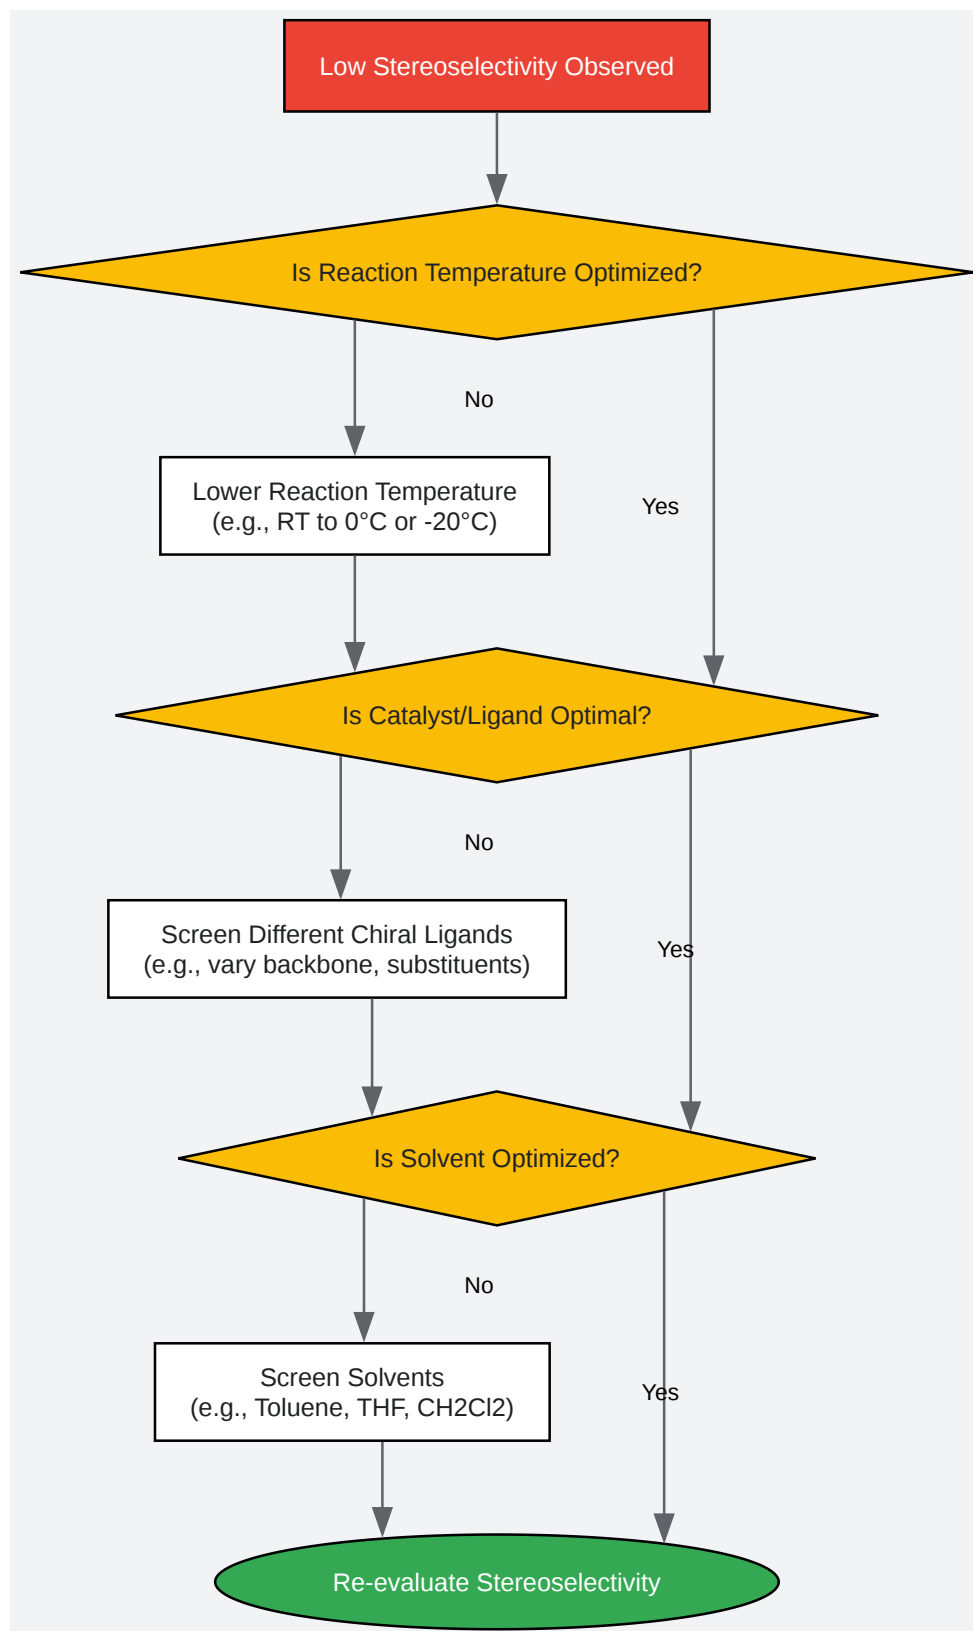 Low Stereoselectivity Observed
Is Reaction Temperature Optimized?
No
Lower Reaction Temperature
(e.g., RT to 0°C or -20°C)
Yes
Is Catalyst/Ligand Optimal?
No
Screen Different Chiral Ligands
(e.g., vary backbone, substituents)
Yes
Is Solvent Optimized?
No
Screen Solvents
(e.g., Toluene, THF, CH2Cl2)
Yes
Re-evaluate Stereoselectivity